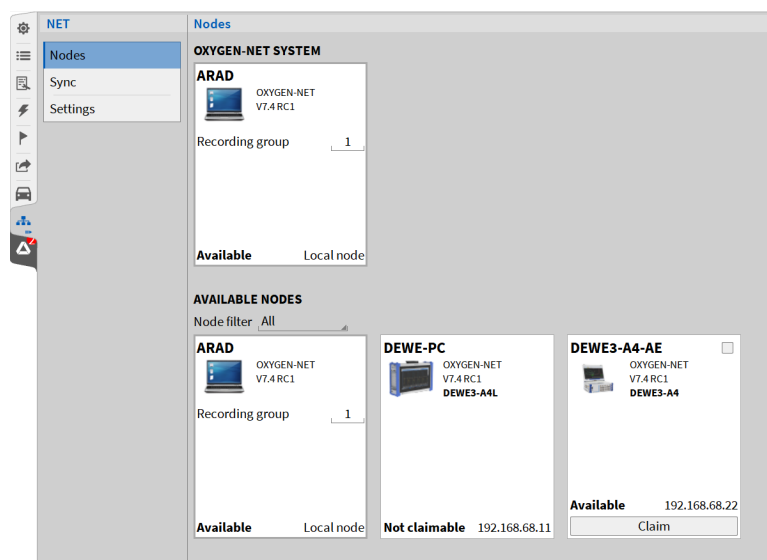 NET
Nodes
Sync
Settings
2
Nodes
OXYGEN-NET SYSTEM
ARAD
OXYGEN-NET
V7.4 RC1
Recording group 1
Available Local node
AVAILABLE NODES
Node filter All
ARAD
OXYGEN-NET
V7.4 RC1
Recording group 1
Available Local node
DEWE-PC
OXYGEN-NET
V7.4 RC1
DEWE3-A4L
Not claimable 192.168.68.11
DEWE3-A4-AE
OXYGEN-NET
V7.4 RC1
DEWE3-A4
Available 192.168.68.22
Claim